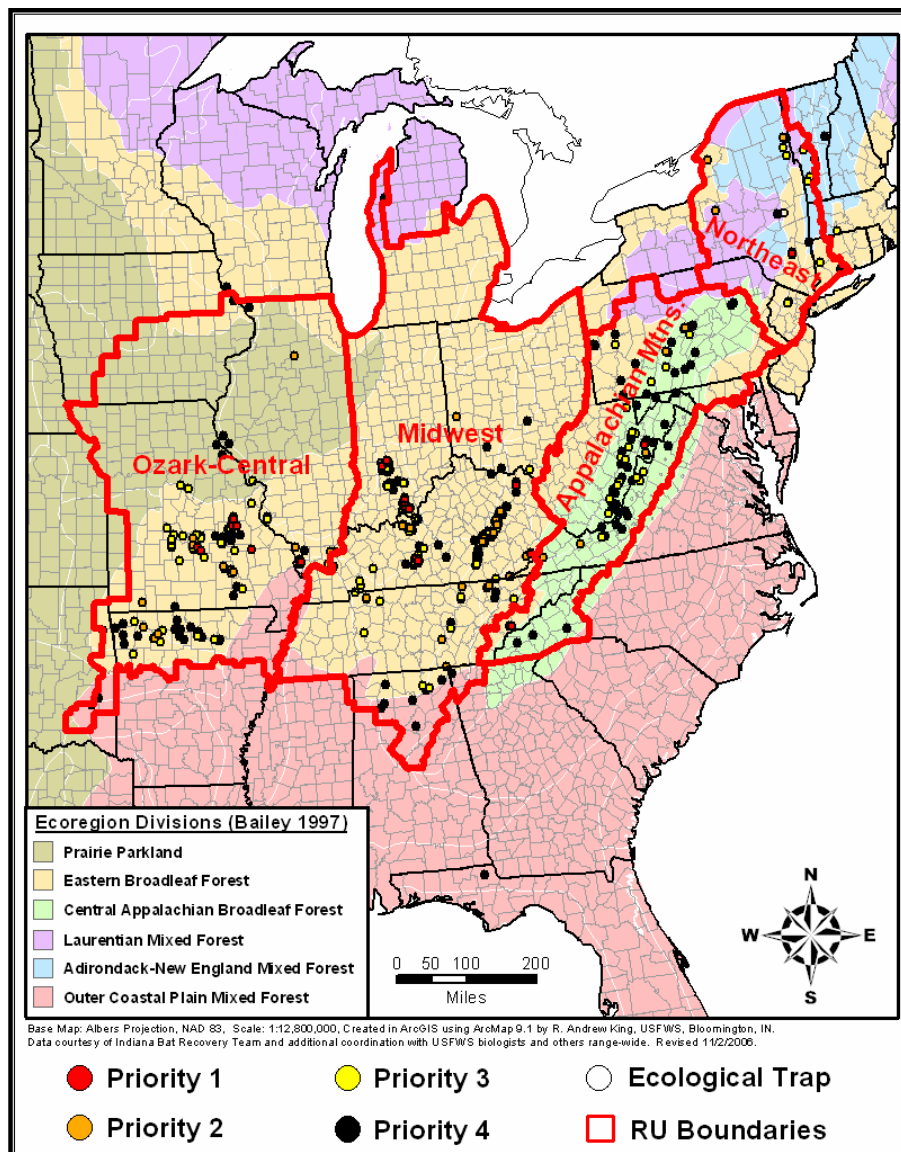 Northeast
Appalachian Mtns.
Midwest
Ozark-Central
Ecoregion Divisions (Bailey 1997)
Prairie Parkland
Eastern Broadleaf Forest
Central Appalachian Broadleaf Forest
Laurentian Mixed Forest
Adirondack-New England Mixed Forest
Outer Coastal Plain Mixed Forest
0 50 100 200
Miles
N
W E
S
Base Map: Albers Projection, NAD 83, Scale: 1:12,800,000, Created in ArcGIS using ArcMap 9.1 by R. Andrew King, USFWS, Bloomington, IN.
Data courtesy of Indiana Bat Recovery Team and additional coordination with USFWS biologists and others range-wide. Revised 11/2/2006.
Priority 1 Priority 3 Ecological Trap
Priority 2 Priority 4 RU Boundaries